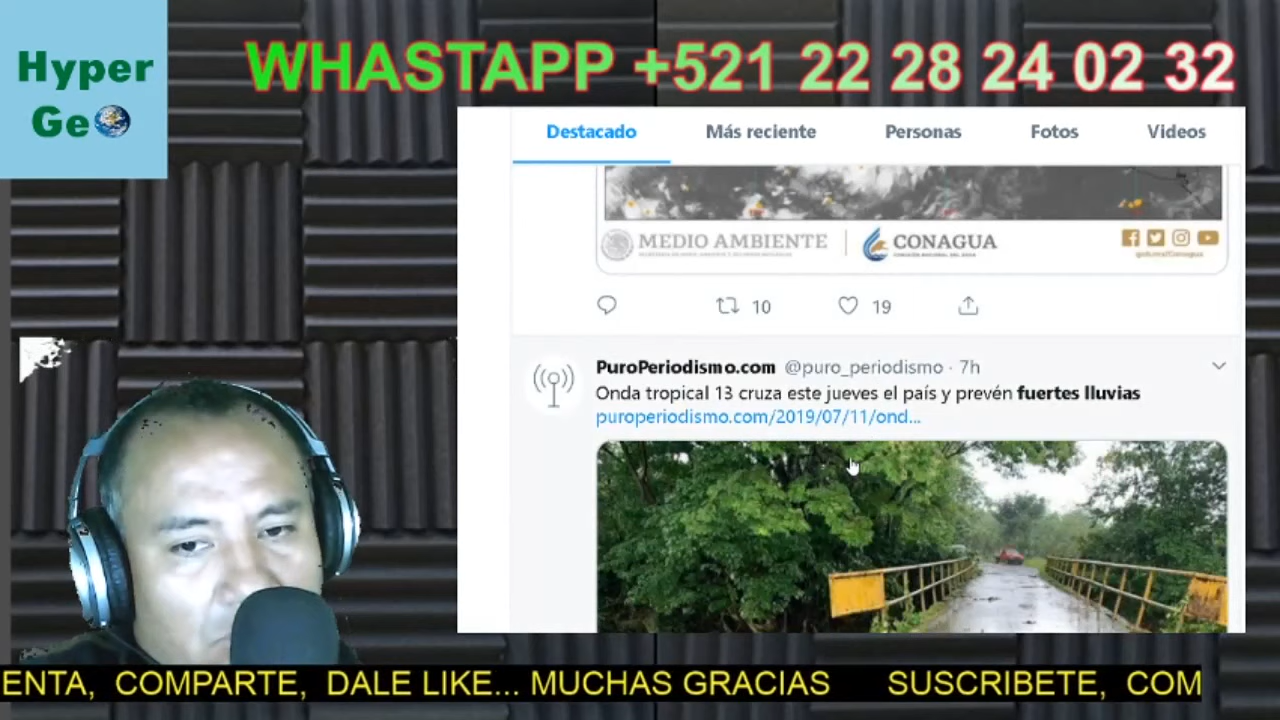 Hyper
Geo
WHASTAPP +521 22 28 24 02 32
Destacado Más reciente Personas Fotos Videos
MEDIO AMBIENTE CONAGUA
10 19
PuroPeriodismo.com @puro_periodismo · 7h
Onda tropical 13 cruza este jueves el país y prevén fuertes lluvias
puroperiodismo.com/2019/07/11/ond...
ENTA, COMPARTE, DALE LIKE... MUCHAS GRACIAS SUSCRIBETE, COM